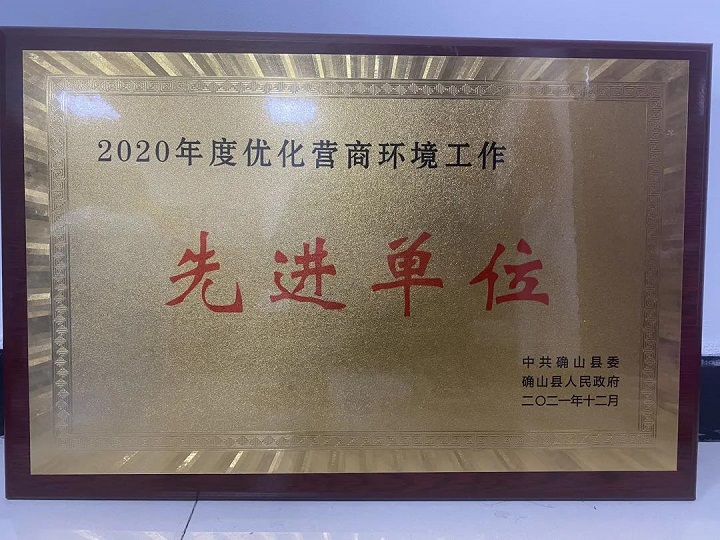 2020年度优化营商环境工作
先进单位
中共确山县委
确山县人民政府
二〇二一年十二月